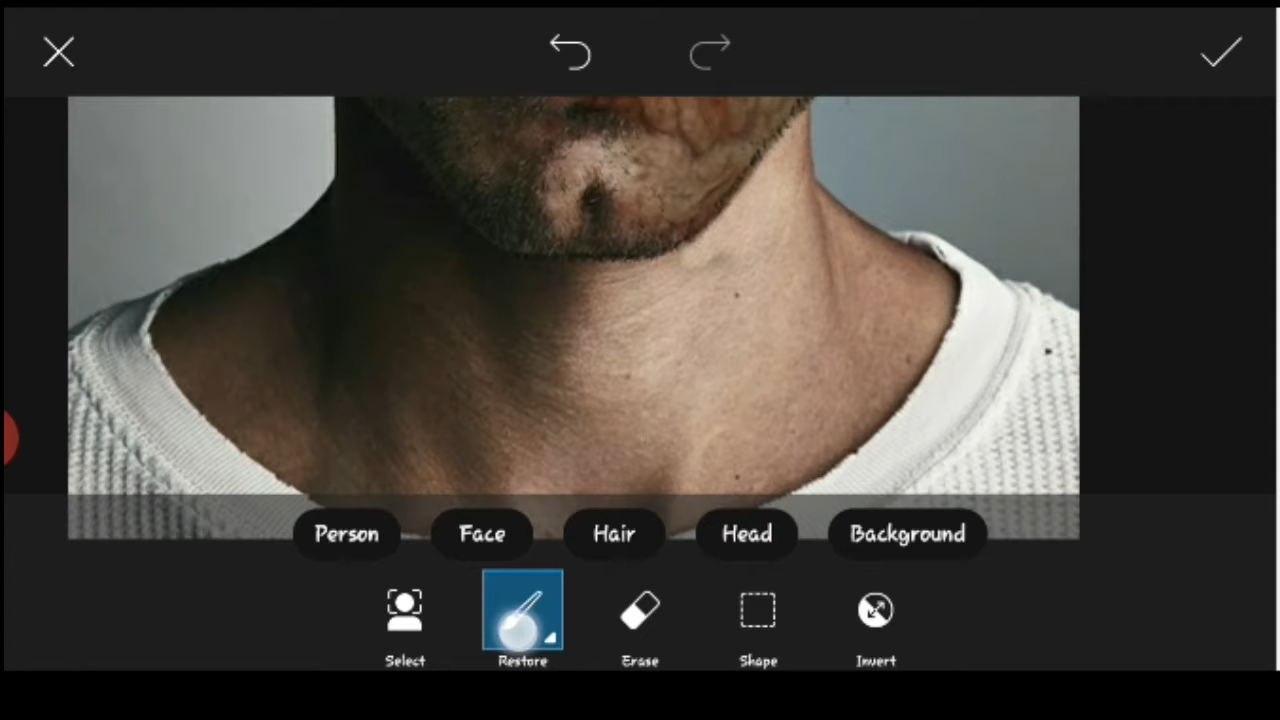 Person
Face
Hair
Head
Background
Select
Restore
Erase
Shape
Invert